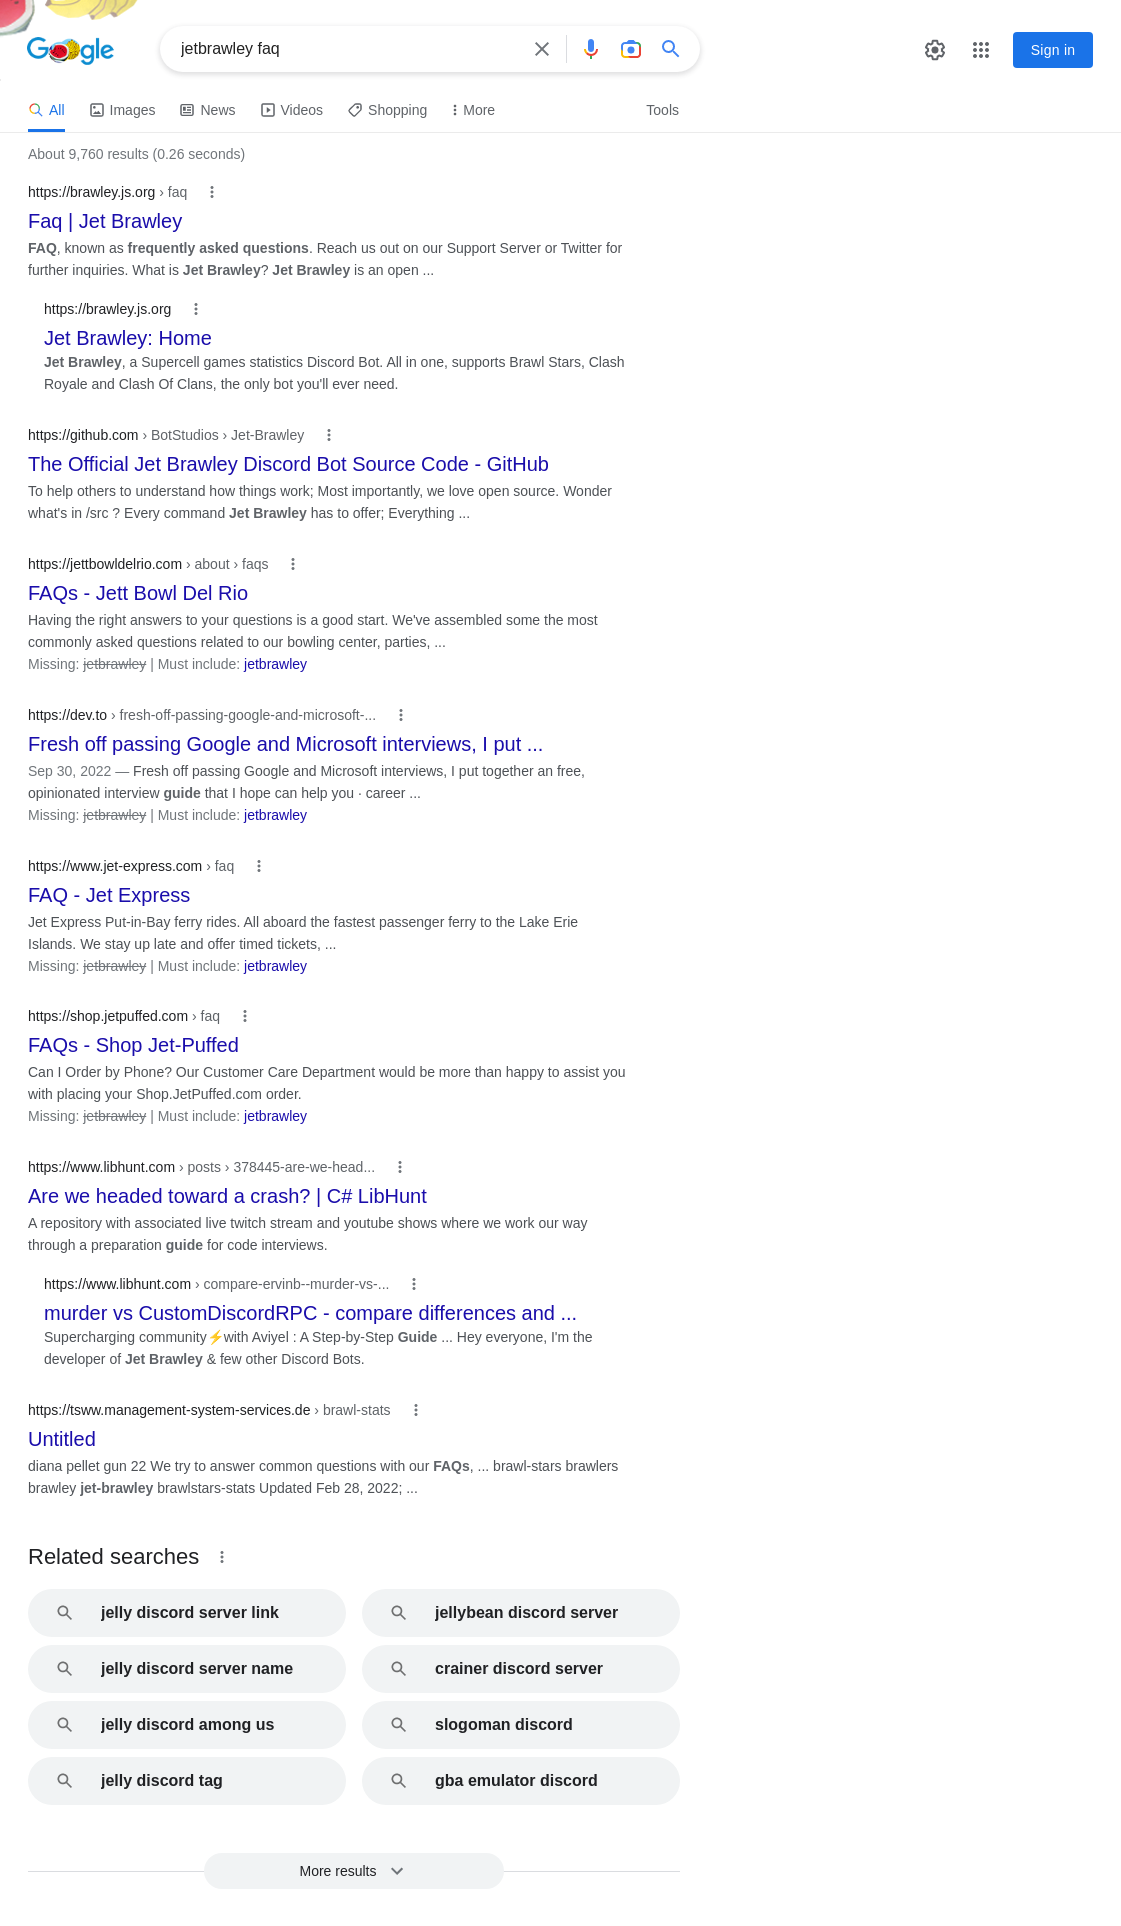 Google
jetbrawley faq
Sign in
All
Images
News
Videos
Shopping
More
Tools
About 9,760 results (0.26 seconds)
https://brawley.js.org › faq
Faq | Jet Brawley
FAQ, known as frequently asked questions. Reach us out on our Support Server or Twitter for
further inquiries. What is Jet Brawley? Jet Brawley is an open ...
https://brawley.js.org
Jet Brawley: Home
Jet Brawley, a Supercell games statistics Discord Bot. All in one, supports Brawl Stars, Clash
Royale and Clash Of Clans, the only bot you'll ever need.
https://github.com › BotStudios › Jet-Brawley
The Official Jet Brawley Discord Bot Source Code - GitHub
To help others to understand how things work; Most importantly, we love open source. Wonder
what's in /src ? Every command Jet Brawley has to offer; Everything ...
https://jettbowldelrio.com › about › faqs
FAQs - Jett Bowl Del Rio
Having the right answers to your questions is a good start. We've assembled some the most
commonly asked questions related to our bowling center, parties, ...
Missing: jetbrawley | Must include: jetbrawley
https://dev.to › fresh-off-passing-google-and-microsoft-...
Fresh off passing Google and Microsoft interviews, I put ...
Sep 30, 2022 — Fresh off passing Google and Microsoft interviews, I put together an free,
opinionated interview guide that I hope can help you · career ...
Missing: jetbrawley | Must include: jetbrawley
https://www.jet-express.com › faq
FAQ - Jet Express
Jet Express Put-in-Bay ferry rides. All aboard the fastest passenger ferry to the Lake Erie
Islands. We stay up late and offer timed tickets, ...
Missing: jetbrawley | Must include: jetbrawley
https://shop.jetpuffed.com › faq
FAQs - Shop Jet-Puffed
Can I Order by Phone? Our Customer Care Department would be more than happy to assist you
with placing your Shop.JetPuffed.com order.
Missing: jetbrawley | Must include: jetbrawley
https://www.libhunt.com › posts › 378445-are-we-head...
Are we headed toward a crash? | C# LibHunt
A repository with associated live twitch stream and youtube shows where we work our way
through a preparation guide for code interviews.
https://www.libhunt.com › compare-ervinb--murder-vs-...
murder vs CustomDiscordRPC - compare differences and ...
Supercharging community⚡with Aviyel : A Step-by-Step Guide ... Hey everyone, I'm the
developer of Jet Brawley & few other Discord Bots.
https://tsww.management-system-services.de › brawl-stats
Untitled
diana pellet gun 22 We try to answer common questions with our FAQs, ... brawl-stars brawlers
brawley jet-brawley brawlstars-stats Updated Feb 28, 2022; ...
Related searches
jelly discord server link
jellybean discord server
jelly discord server name
crainer discord server
jelly discord among us
slogoman discord
jelly discord tag
gba emulator discord
More results